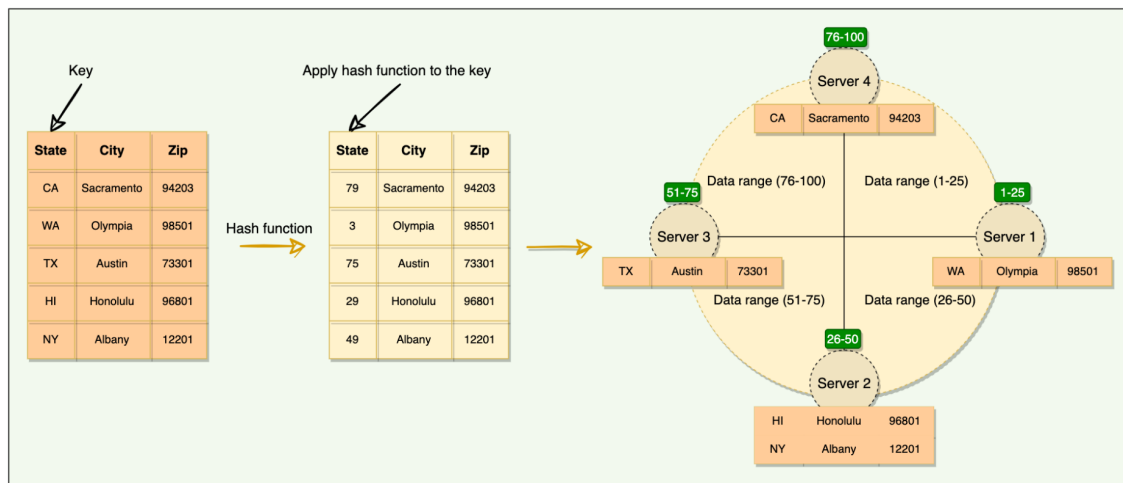 Key
State City Zip
CA Sacramento 94203
WA Olympia 98501
TX Austin 73301
HI Honolulu 96801
NY Albany 12201
Hash function
Apply hash function to the key
State City Zip
79 Sacramento 94203
3 Olympia 98501
75 Austin 73301
29 Honolulu 96801
49 Albany 12201
76-100
Server 4
CA Sacramento 94203
Data range (76-100)
Data range (1-25)
51-75
Server 3
TX Austin 73301
1-25
Server 1
WA Olympia 98501
Data range (51-75)
Data range (26-50)
26-50
Server 2
HI Honolulu 96801
NY Albany 12201